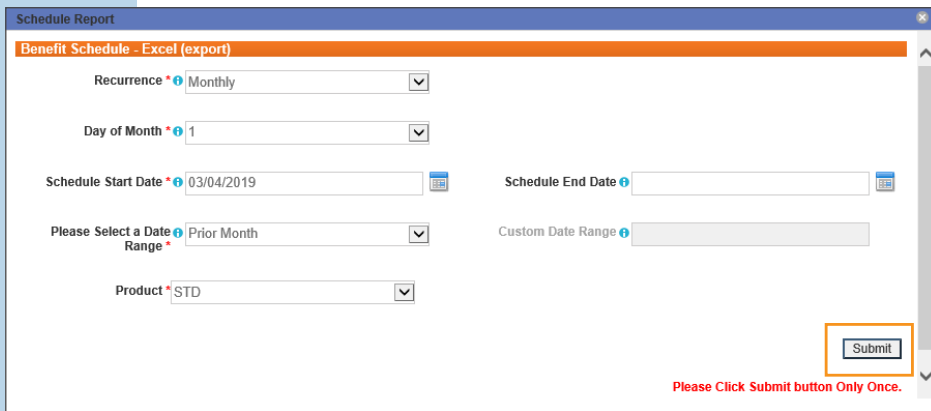 Schedule Report
Benefit Schedule - Excel (export)
Recurrence * Monthly
Day of Month * 1
Schedule Start Date * 03/04/2019 Schedule End Date
Please Select a Date Prior Month Custom Date Range
Range *
Product * STD
Submit
Please Click Submit button Only Once.